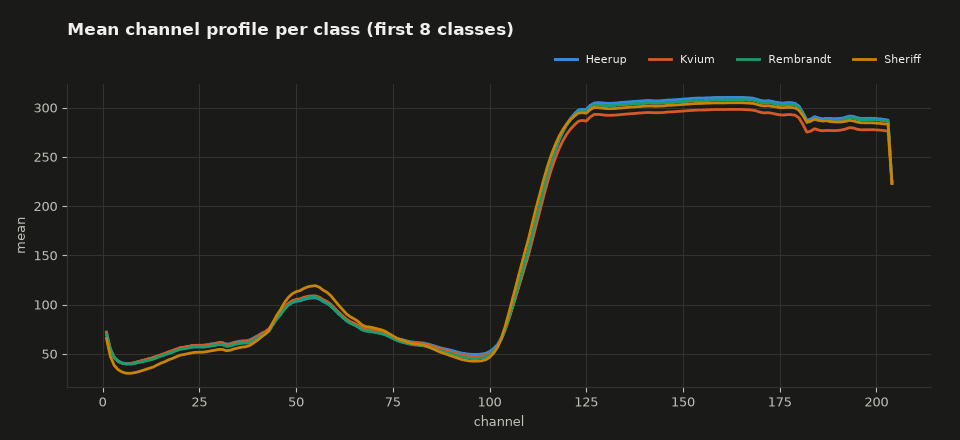 Mean channel profile per class (first 8 classes)
Heerup Kvium Rembrandt Sheriff
300
250
200
150
100
50
mean
0 25 50 75 100 125 150 175 200
channel